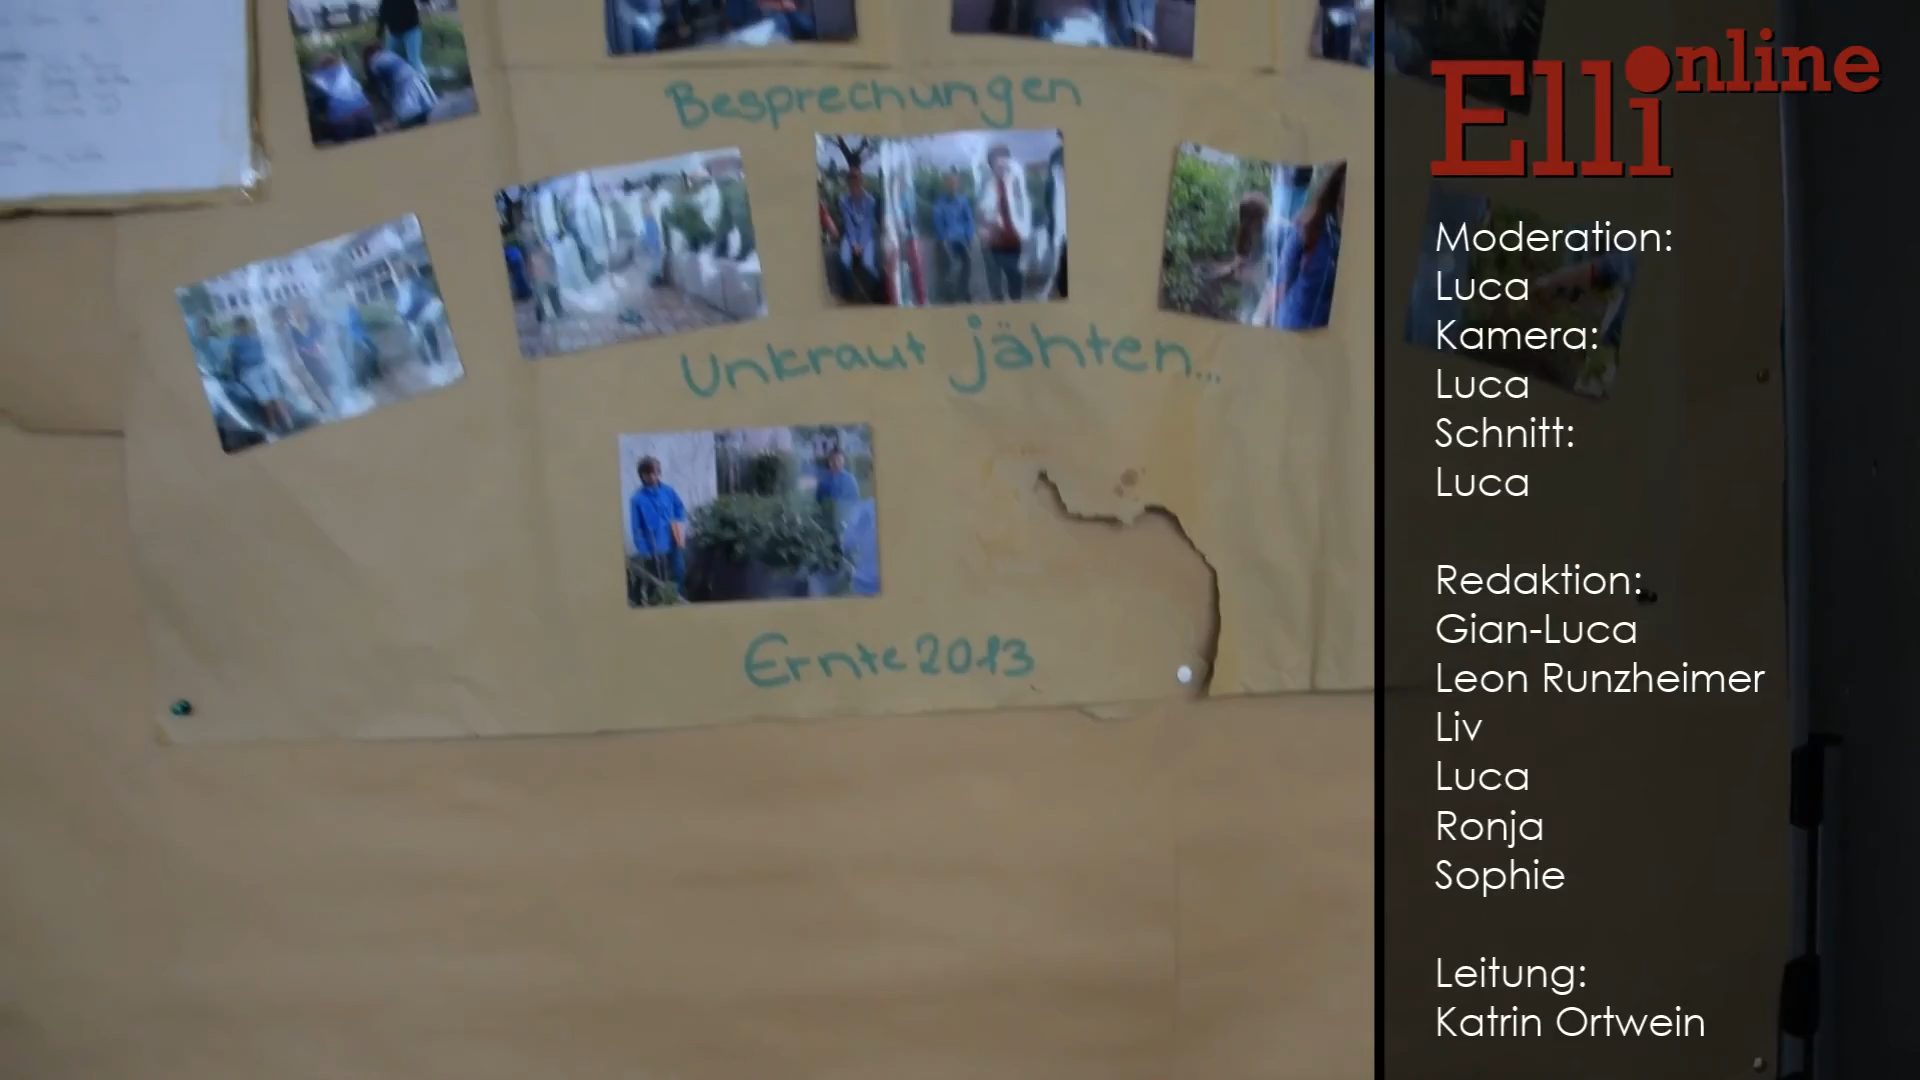 Besprechungen
Unkraut jähten...
Ernte 2013
Elli online
Moderation:
Luca
Kamera:
Luca
Schnitt:
Luca
Redaktion:
Gian-Luca
Leon Runzheimer
Liv
Luca
Ronja
Sophie
Leitung:
Katrin Ortwein